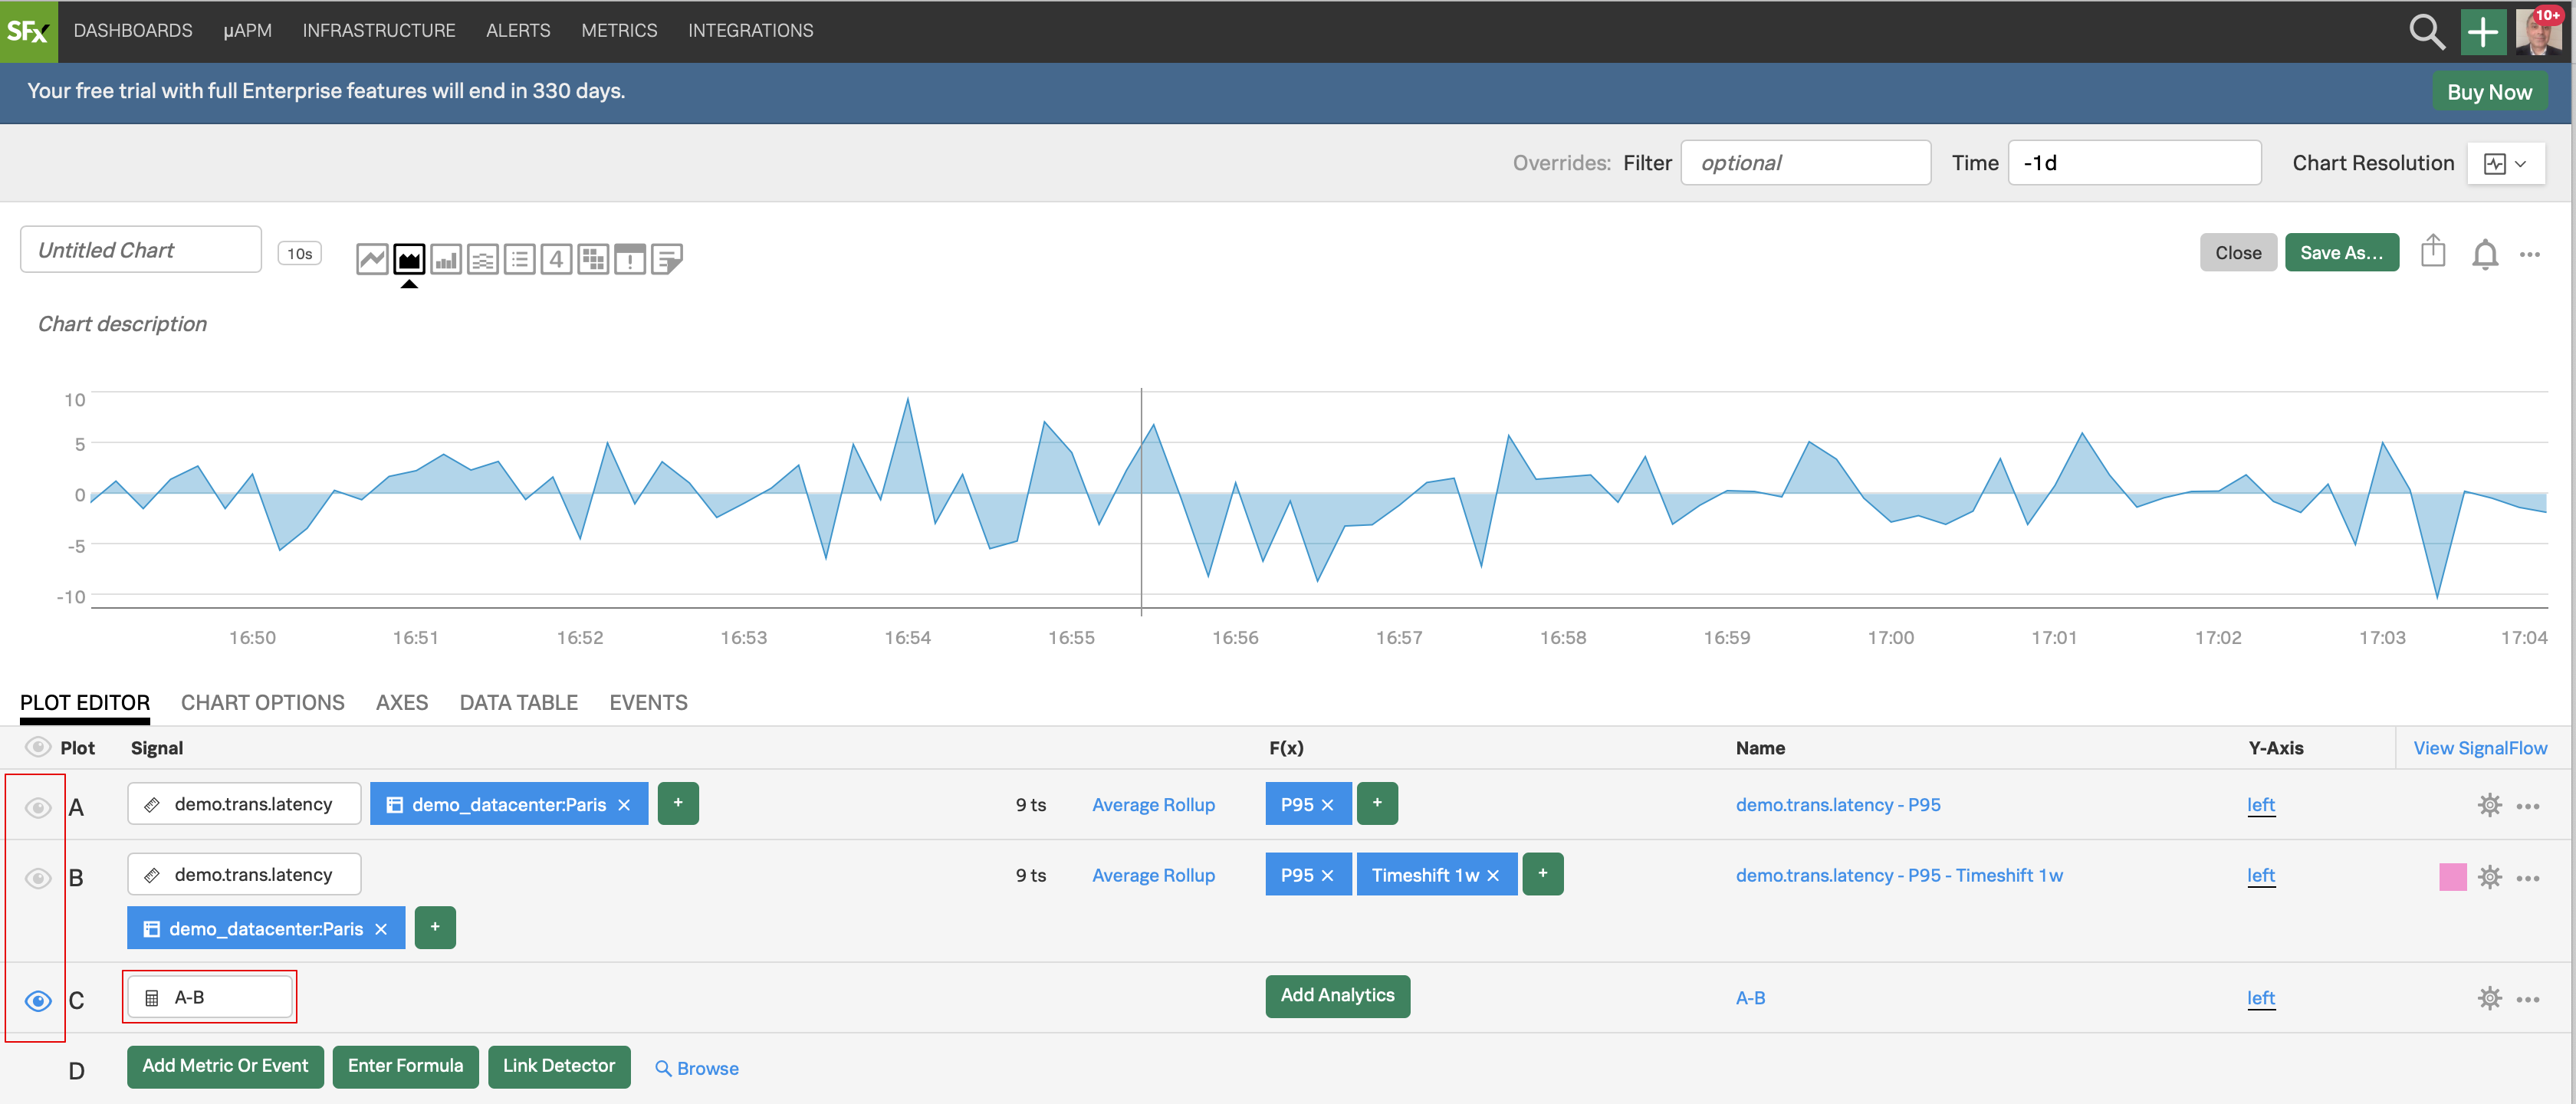 SFx DASHBOARDS µAPM INFRASTRUCTURE ALERTS METRICS INTEGRATIONS 10+
Your free trial with full Enterprise features will end in 330 days. Buy Now
Overrides: Filter optional Time -1d Chart Resolution
Untitled Chart 10s 4 Close Save As...
Chart description
10
5
0
-5
-10
16:50 16:51 16:52 16:53 16:54 16:55 16:56 16:57 16:58 16:59 17:00 17:01 17:02 17:03 17:04
PLOT EDITOR CHART OPTIONS AXES DATA TABLE EVENTS
Plot Signal F(x) Name Y-Axis View SignalFlow
A demo.trans.latency demo_datacenter:Paris × + 9 ts Average Rollup P95 × + demo.trans.latency - P95 left
B demo.trans.latency 9 ts Average Rollup P95 × Timeshift 1w × + demo.trans.latency - P95 - Timeshift 1w left
demo_datacenter:Paris × +
C A-B Add Analytics A-B left
D Add Metric Or Event Enter Formula Link Detector Browse